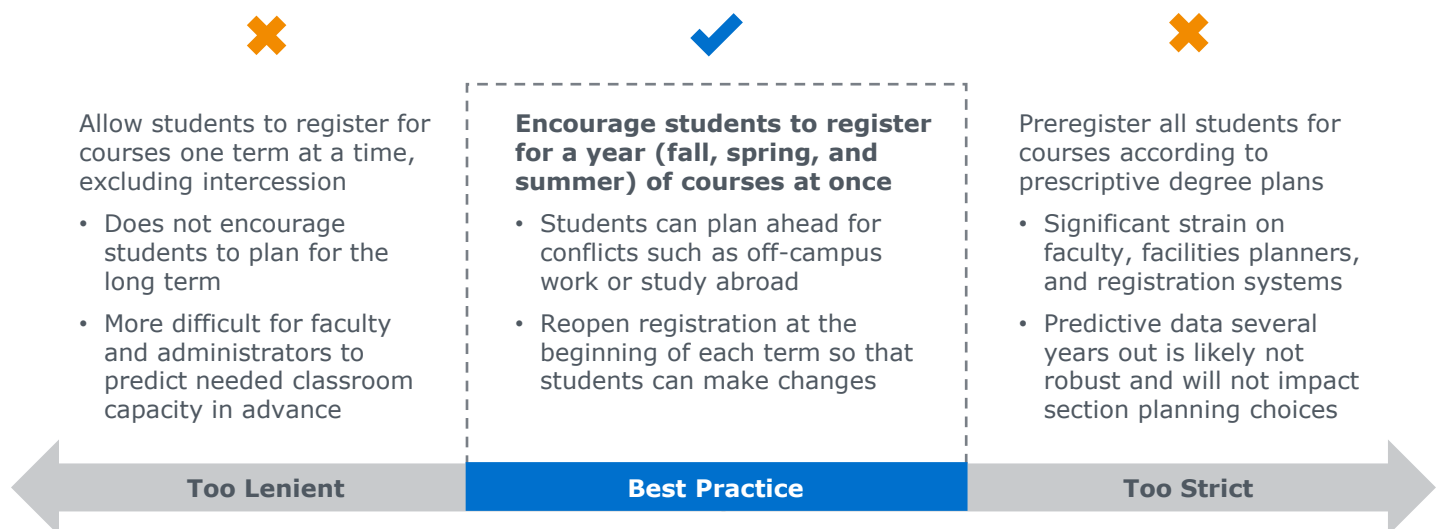 Allow students to register for
courses one term at a time,
excluding intercession
• Does not encourage
students to plan for the
long term
• More difficult for faculty
and administrators to
predict needed classroom
capacity in advance
Encourage students to register
for a year (fall, spring, and
summer) of courses at once
• Students can plan ahead for
conflicts such as off-campus
work or study abroad
• Reopen registration at the
beginning of each term so that
students can make changes
Preregister all students for
courses according to
prescriptive degree plans
• Significant strain on
faculty, facilities planners,
and registration systems
• Predictive data several
years out is likely not
robust and will not impact
section planning choices
Too Lenient
Best Practice
Too Strict